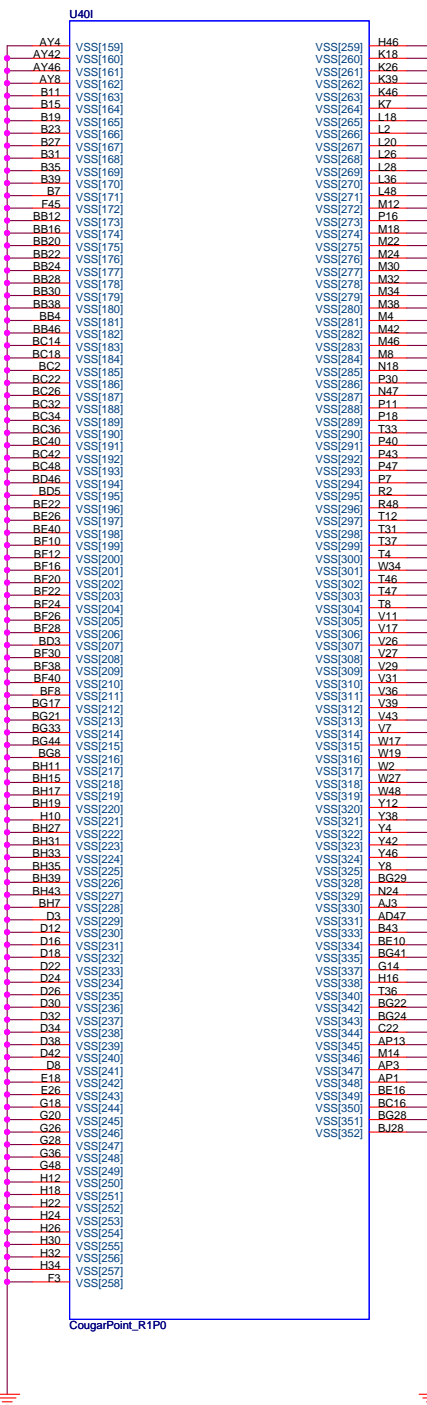 U40I
AY4 VSS[159]
AY42 VSS[160]
AY46 VSS[161]
AY8 VSS[162]
B11 VSS[163]
B15 VSS[164]
B19 VSS[165]
B23 VSS[166]
B27 VSS[167]
B31 VSS[168]
B35 VSS[169]
B39 VSS[170]
B7 VSS[171]
F45 VSS[172]
BB12 VSS[173]
BB16 VSS[174]
BB20 VSS[175]
BB22 VSS[176]
BB24 VSS[177]
BB28 VSS[178]
BB30 VSS[179]
BB38 VSS[180]
BB4 VSS[181]
BB46 VSS[182]
BC14 VSS[183]
BC18 VSS[184]
BC2 VSS[185]
BC22 VSS[186]
BC26 VSS[187]
BC32 VSS[188]
BC34 VSS[189]
BC36 VSS[190]
BC40 VSS[191]
BC42 VSS[192]
BC48 VSS[193]
BD46 VSS[194]
BD5 VSS[195]
BE22 VSS[196]
BE26 VSS[197]
BE40 VSS[198]
BF10 VSS[199]
BF12 VSS[200]
BF16 VSS[201]
BF20 VSS[202]
BF22 VSS[203]
BF24 VSS[204]
BF26 VSS[205]
BF28 VSS[206]
BD3 VSS[207]
BF30 VSS[208]
BF38 VSS[209]
BF40 VSS[210]
BF8 VSS[211]
BG17 VSS[212]
BG21 VSS[213]
BG33 VSS[214]
BG44 VSS[215]
BG8 VSS[216]
BH11 VSS[217]
BH15 VSS[218]
BH17 VSS[219]
BH19 VSS[220]
H10 VSS[221]
BH27 VSS[222]
BH31 VSS[223]
BH33 VSS[224]
BH35 VSS[225]
BH39 VSS[226]
BH43 VSS[227]
BH7 VSS[228]
D3 VSS[229]
D12 VSS[230]
D16 VSS[231]
D18 VSS[232]
D22 VSS[233]
D24 VSS[234]
D26 VSS[235]
D30 VSS[236]
D32 VSS[237]
D34 VSS[238]
D38 VSS[239]
D42 VSS[240]
D8 VSS[241]
E18 VSS[242]
E26 VSS[243]
G18 VSS[244]
G20 VSS[245]
G26 VSS[246]
G28 VSS[247]
G36 VSS[248]
G48 VSS[249]
H12 VSS[250]
H18 VSS[251]
H22 VSS[252]
H24 VSS[253]
H26 VSS[254]
H30 VSS[255]
H32 VSS[256]
H34 VSS[257]
F3 VSS[258]
VSS[259] H46
VSS[260] K18
VSS[261] K26
VSS[262] K39
VSS[263] K46
VSS[264] K7
VSS[265] L18
VSS[266] L2
VSS[267] L20
VSS[268] L26
VSS[269] L28
VSS[270] L36
VSS[271] L48
VSS[272] M12
VSS[273] P16
VSS[274] M18
VSS[275] M22
VSS[276] M24
VSS[277] M30
VSS[278] M32
VSS[279] M34
VSS[280] M38
VSS[281] M4
VSS[282] M42
VSS[283] M46
VSS[284] M8
VSS[285] N18
VSS[286] P30
VSS[287] N47
VSS[288] P11
VSS[289] P18
VSS[290] T33
VSS[291] P40
VSS[292] P43
VSS[293] P47
VSS[294] P7
VSS[295] R2
VSS[296] R48
VSS[297] T12
VSS[298] T31
VSS[299] T37
VSS[300] T4
VSS[301] W34
VSS[302] T46
VSS[303] T47
VSS[304] T8
VSS[305] V11
VSS[306] V17
VSS[307] V26
VSS[308] V27
VSS[309] V29
VSS[310] V31
VSS[311] V36
VSS[312] V39
VSS[313] V43
VSS[314] V7
VSS[315] W17
VSS[316] W19
VSS[317] W2
VSS[318] W27
VSS[319] W48
VSS[320] Y12
VSS[321] Y38
VSS[322] Y4
VSS[323] Y42
VSS[324] Y46
VSS[325] Y8
VSS[328] BG29
VSS[329] N24
VSS[330] AJ3
VSS[331] AD47
VSS[333] B43
VSS[334] BE10
VSS[335] BG41
VSS[337] G14
VSS[338] H16
VSS[340] T36
VSS[342] BG22
VSS[343] BG24
VSS[344] C22
VSS[345] AP13
VSS[346] M14
VSS[347] AP3
VSS[348] AP1
VSS[349] BE16
VSS[350] BC16
VSS[351] BG28
VSS[352] BJ28
CougarPoint_R1P0